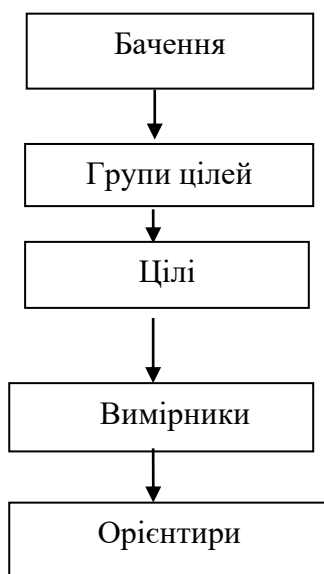 Бачення
Групи цілей
Цілі
Вимірники
Орієнтири